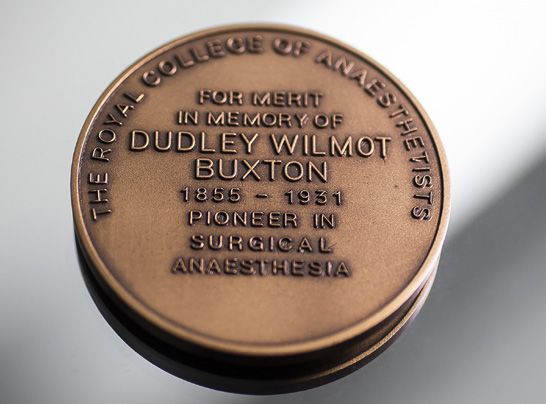 THE ROYAL COLLEGE OF ANAESTHETISTS
FOR MERIT
IN MEMORY OF
DUDLEY WILMOT
BUXTON
1855 – 1931
PIONEER IN
SURGICAL
ANAESTHESIA